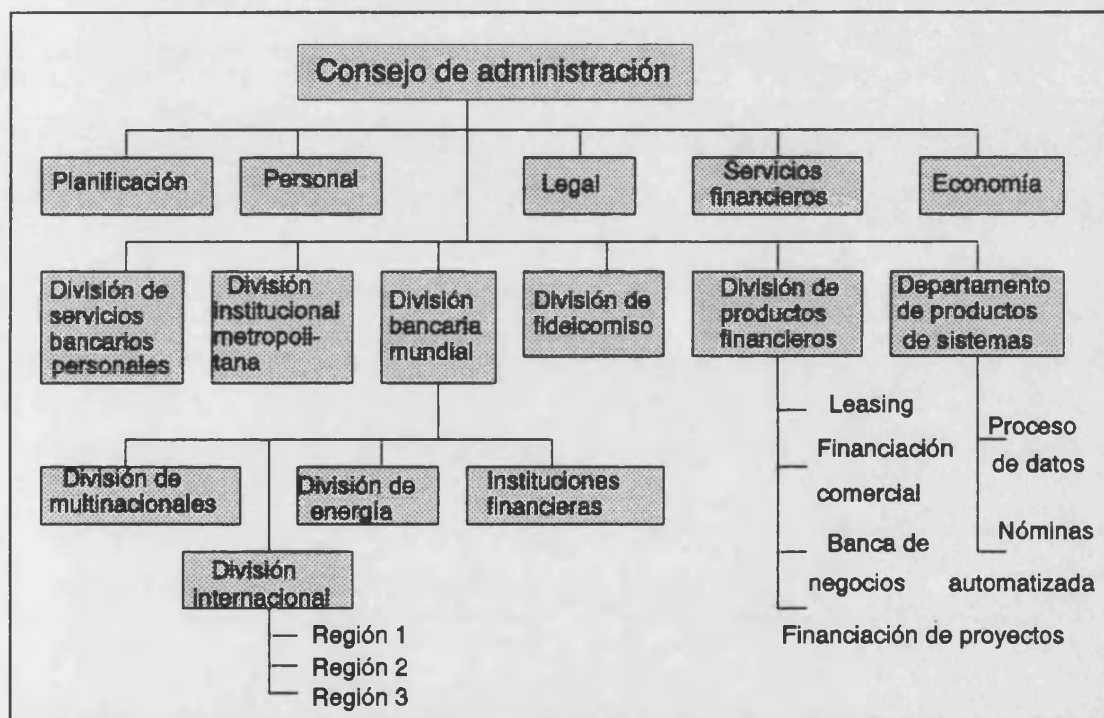 Consejo de administración
Planificación
Personal
Legal
Servicios
financieros
Economía
División de
servicios
bancarios
personales
División
institucional
metropoli-
tana
División
bancaria
mundial
División de
fideicomiso
División de
productos
financieros
Departamento
de productos
de sistemas
Leasing
Financiación
comercial
Banca de
negocios
Financiación de proyectos
Proceso
de datos
Nóminas
automatizada
División de
multinacionales
División de
energía
Instituciones
financieras
División
internacional
Región 1
Región 2
Región 3